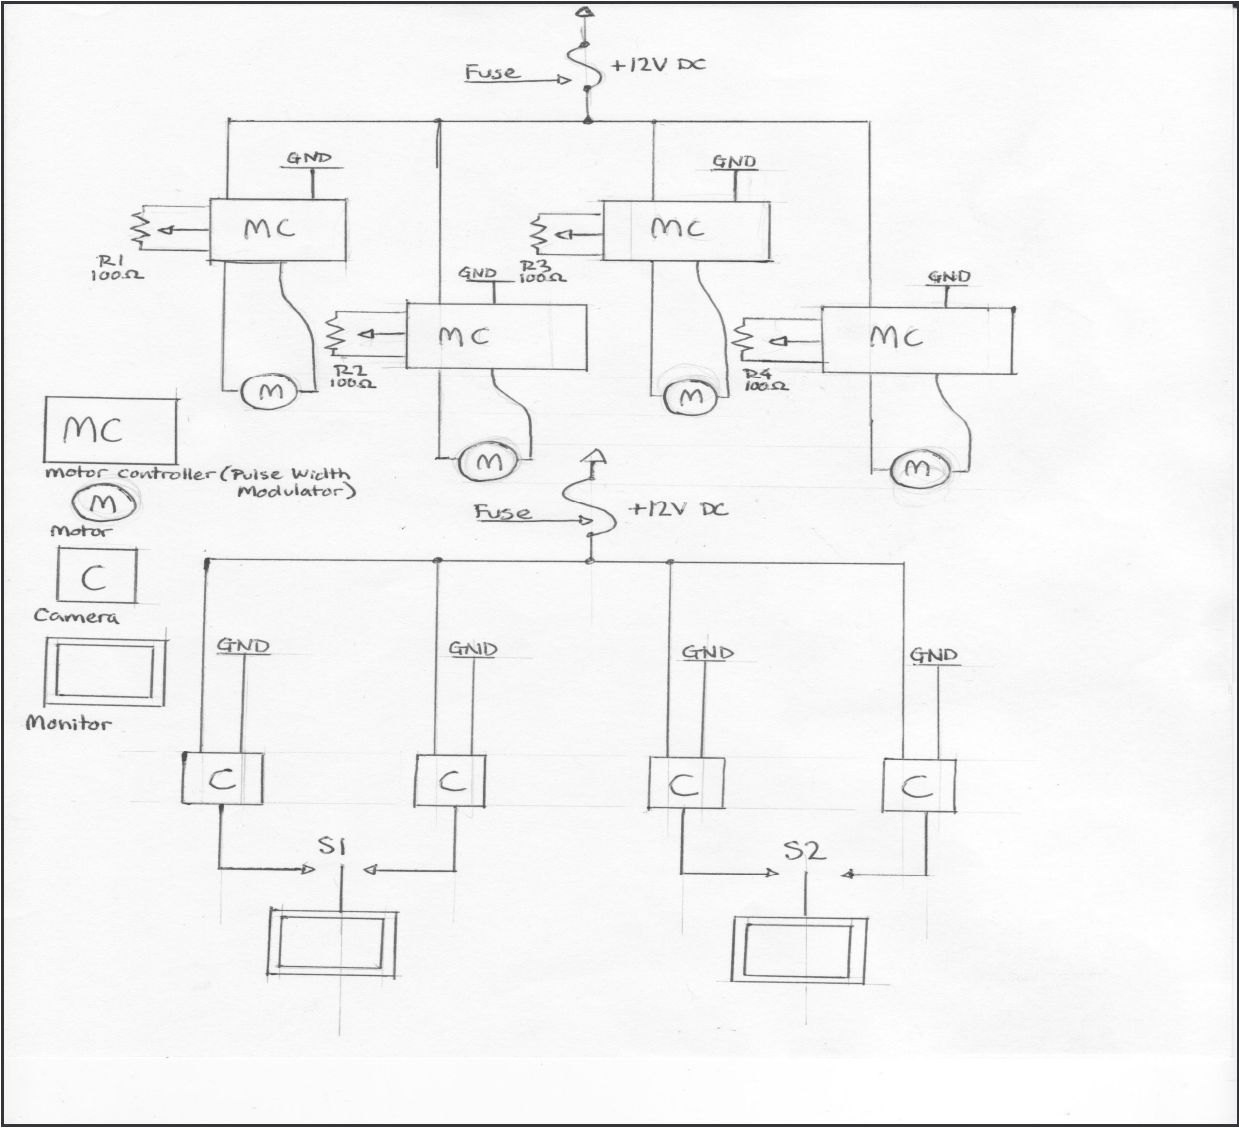 +12V DC
Fuse
GND
GND
MC
MC
R1
100Ω
R3
100Ω
GND
GND
MC
MC
R2
100Ω
R4
100Ω
M
M
MC
M
M
motor controller (Pulse Width
Modulator)
M
Motor
Fuse
+12V DC
C
Camera
GND
GND
GND
GND
Monitor
C
C
C
C
S1
S2